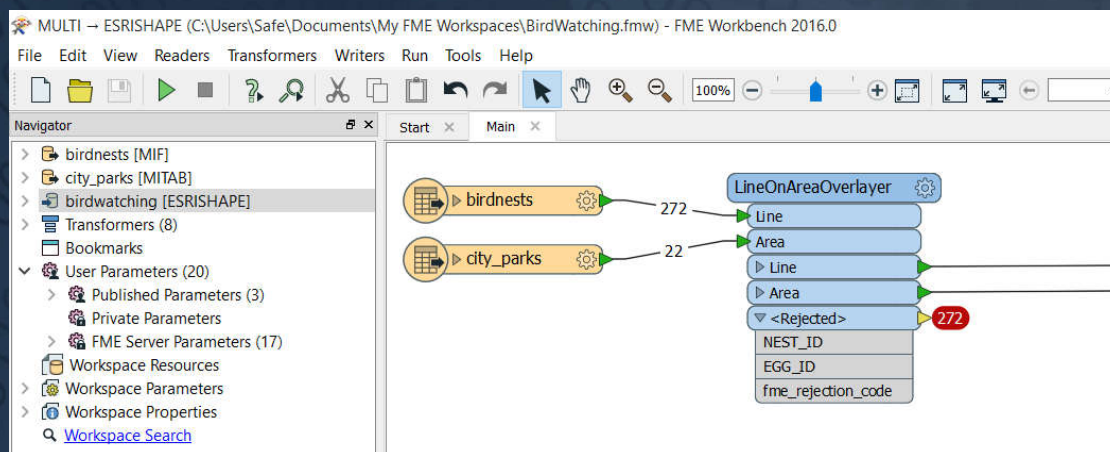 MULTI → ESRISHAPE (C:\Users\Safe\Documents\My FME Workspaces\BirdWatching.fmw) - FME Workbench 2016.0
File Edit View Readers Transformers Writers Run Tools Help
100%
Navigator
Start Main
birdnests [MIF]
city_parks [MITAB]
birdwatching [ESRISHAPE]
Transformers (8)
Bookmarks
User Parameters (20)
Published Parameters (3)
Private Parameters
FME Server Parameters (17)
Workspace Resources
Workspace Parameters
Workspace Properties
Workspace Search
birdnests
272
city_parks
22
LineOnAreaOverlayer
Line
Area
Line
Area
<Rejected>
272
NEST_ID
EGG_ID
fme_rejection_code